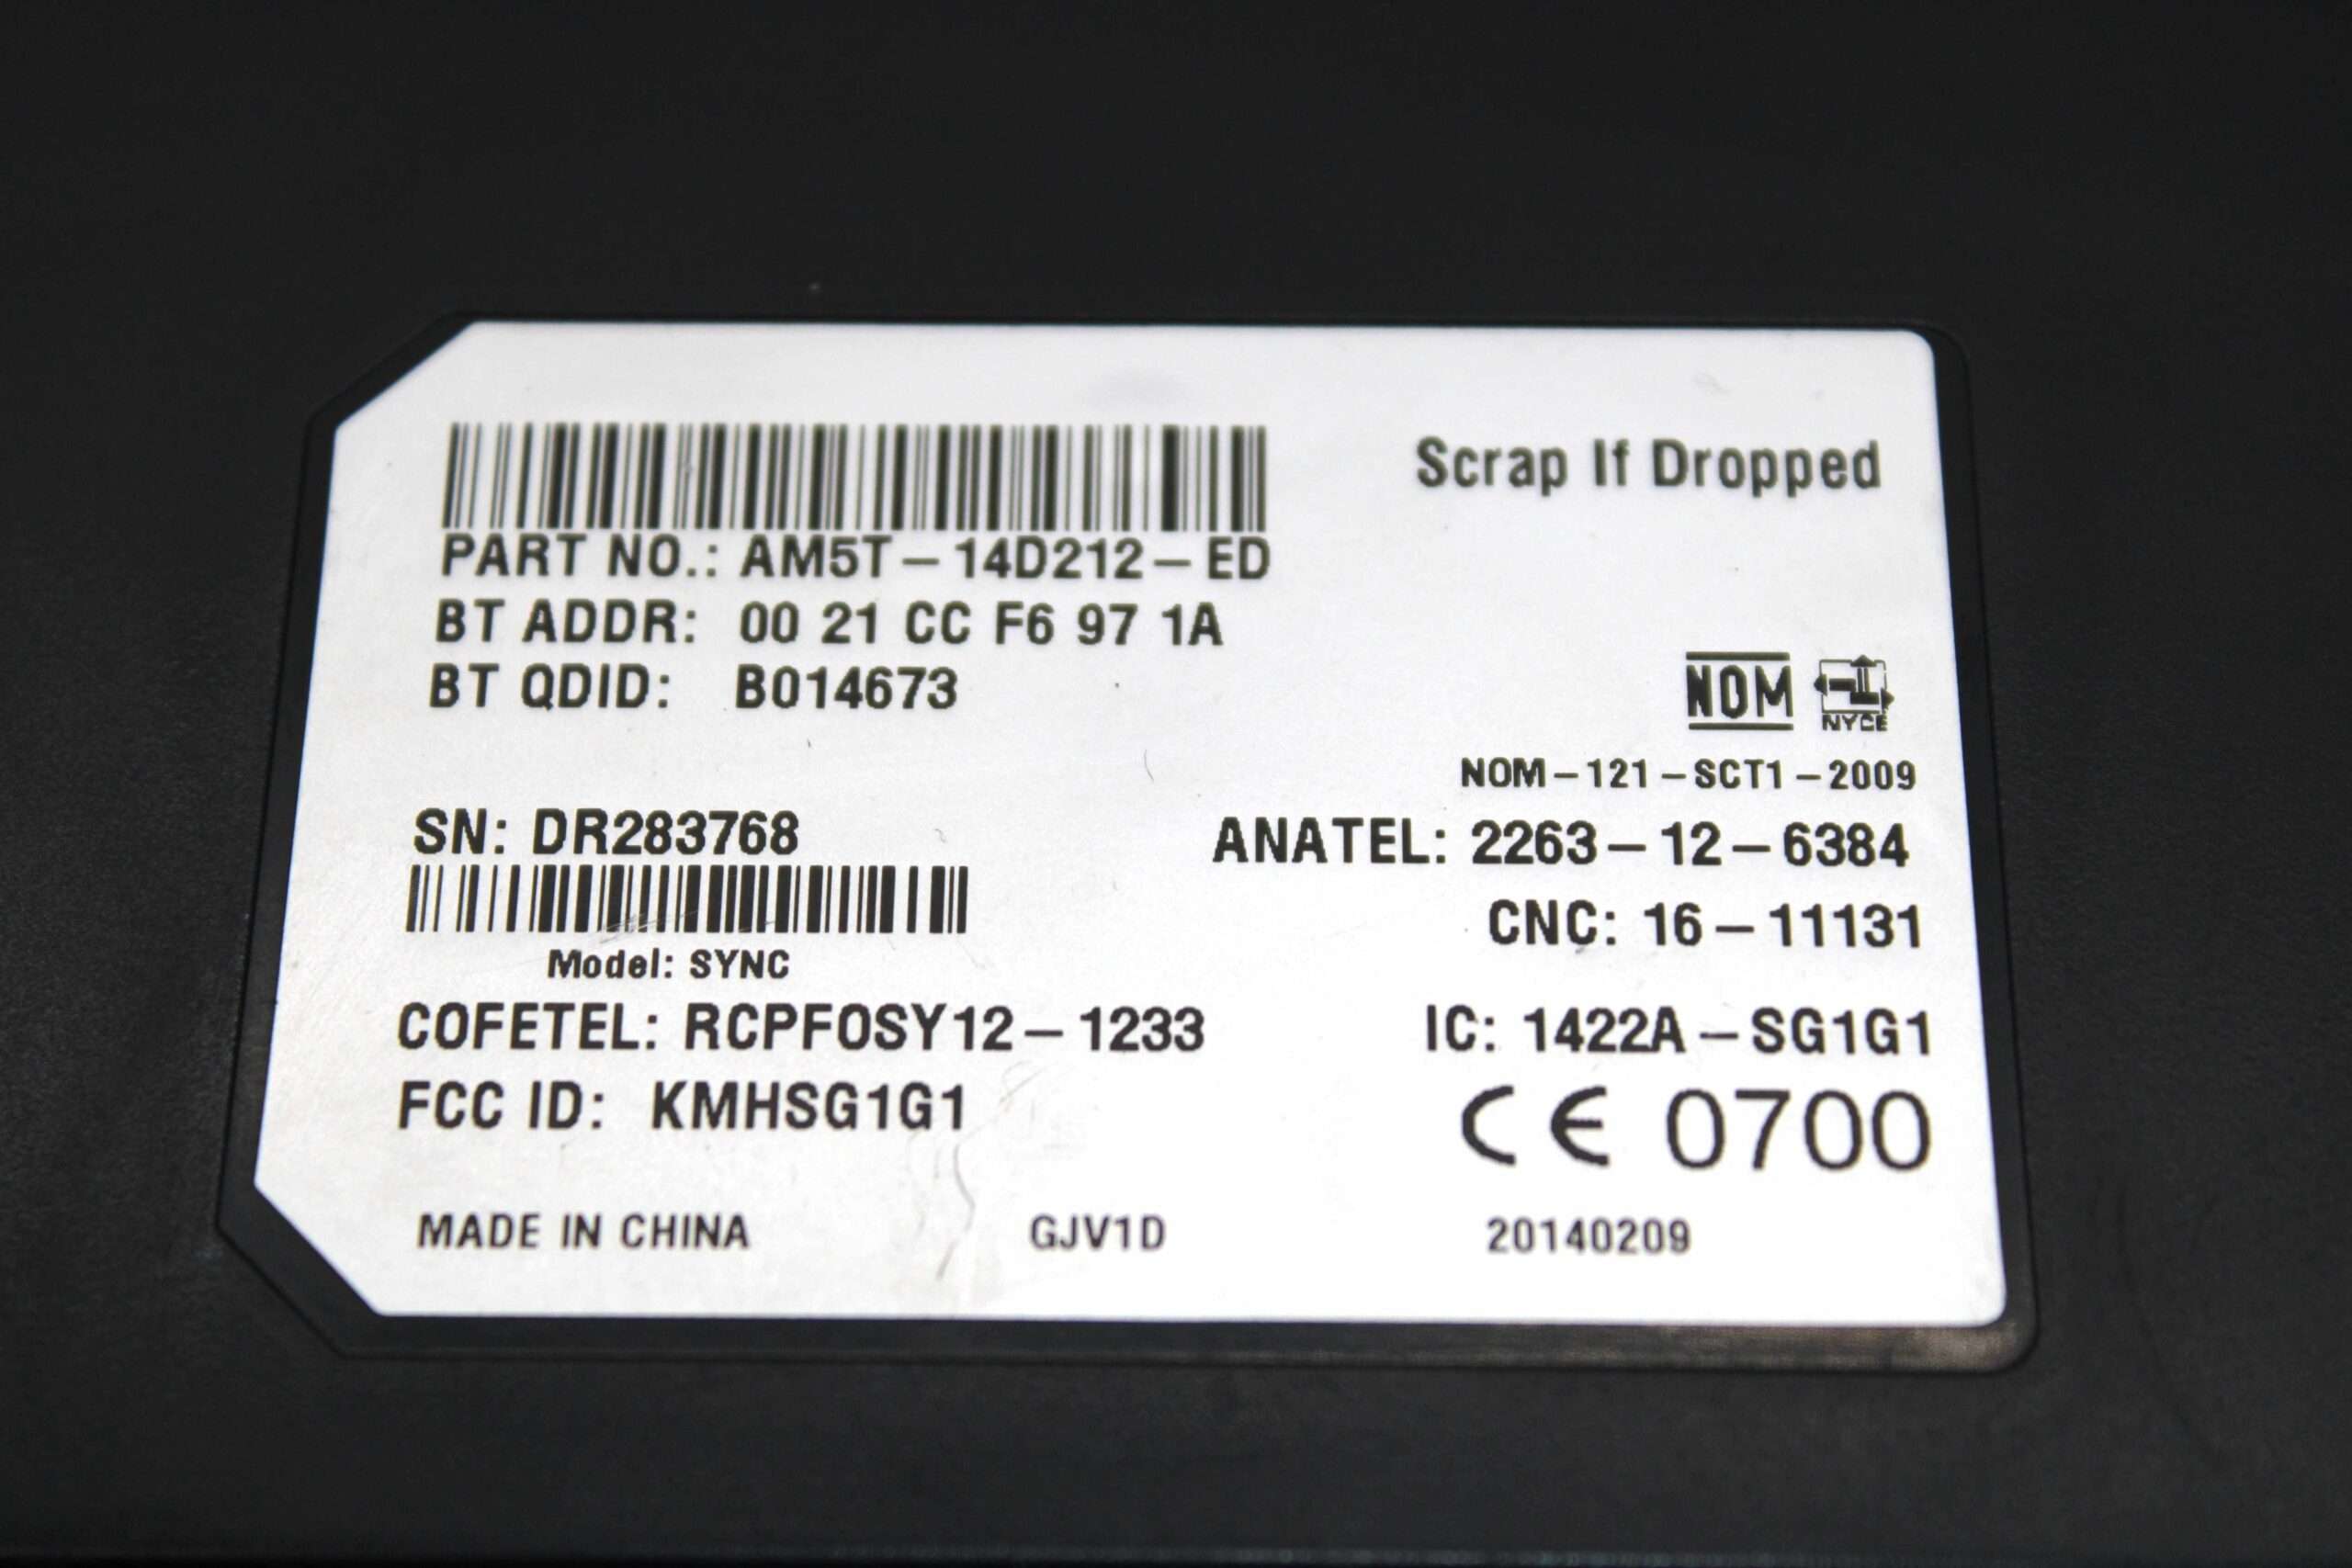 Scrap If Dropped
PART NO.: AM5T-14D212-ED
BT ADDR: 00 21 CC F6 97 1A
BT QDID: B014673
NOM NYCE
NOM-121-SCT1-2009
SN: DR283768
ANATEL: 2263-12-6384
CNC: 16-11131
Model: SYNC
COFETEL: RCPFOSY12-1233
IC: 1422A-SG1G1
FCC ID: KMHSG1G1
CE 0700
MADE IN CHINA GJV1D 20140209